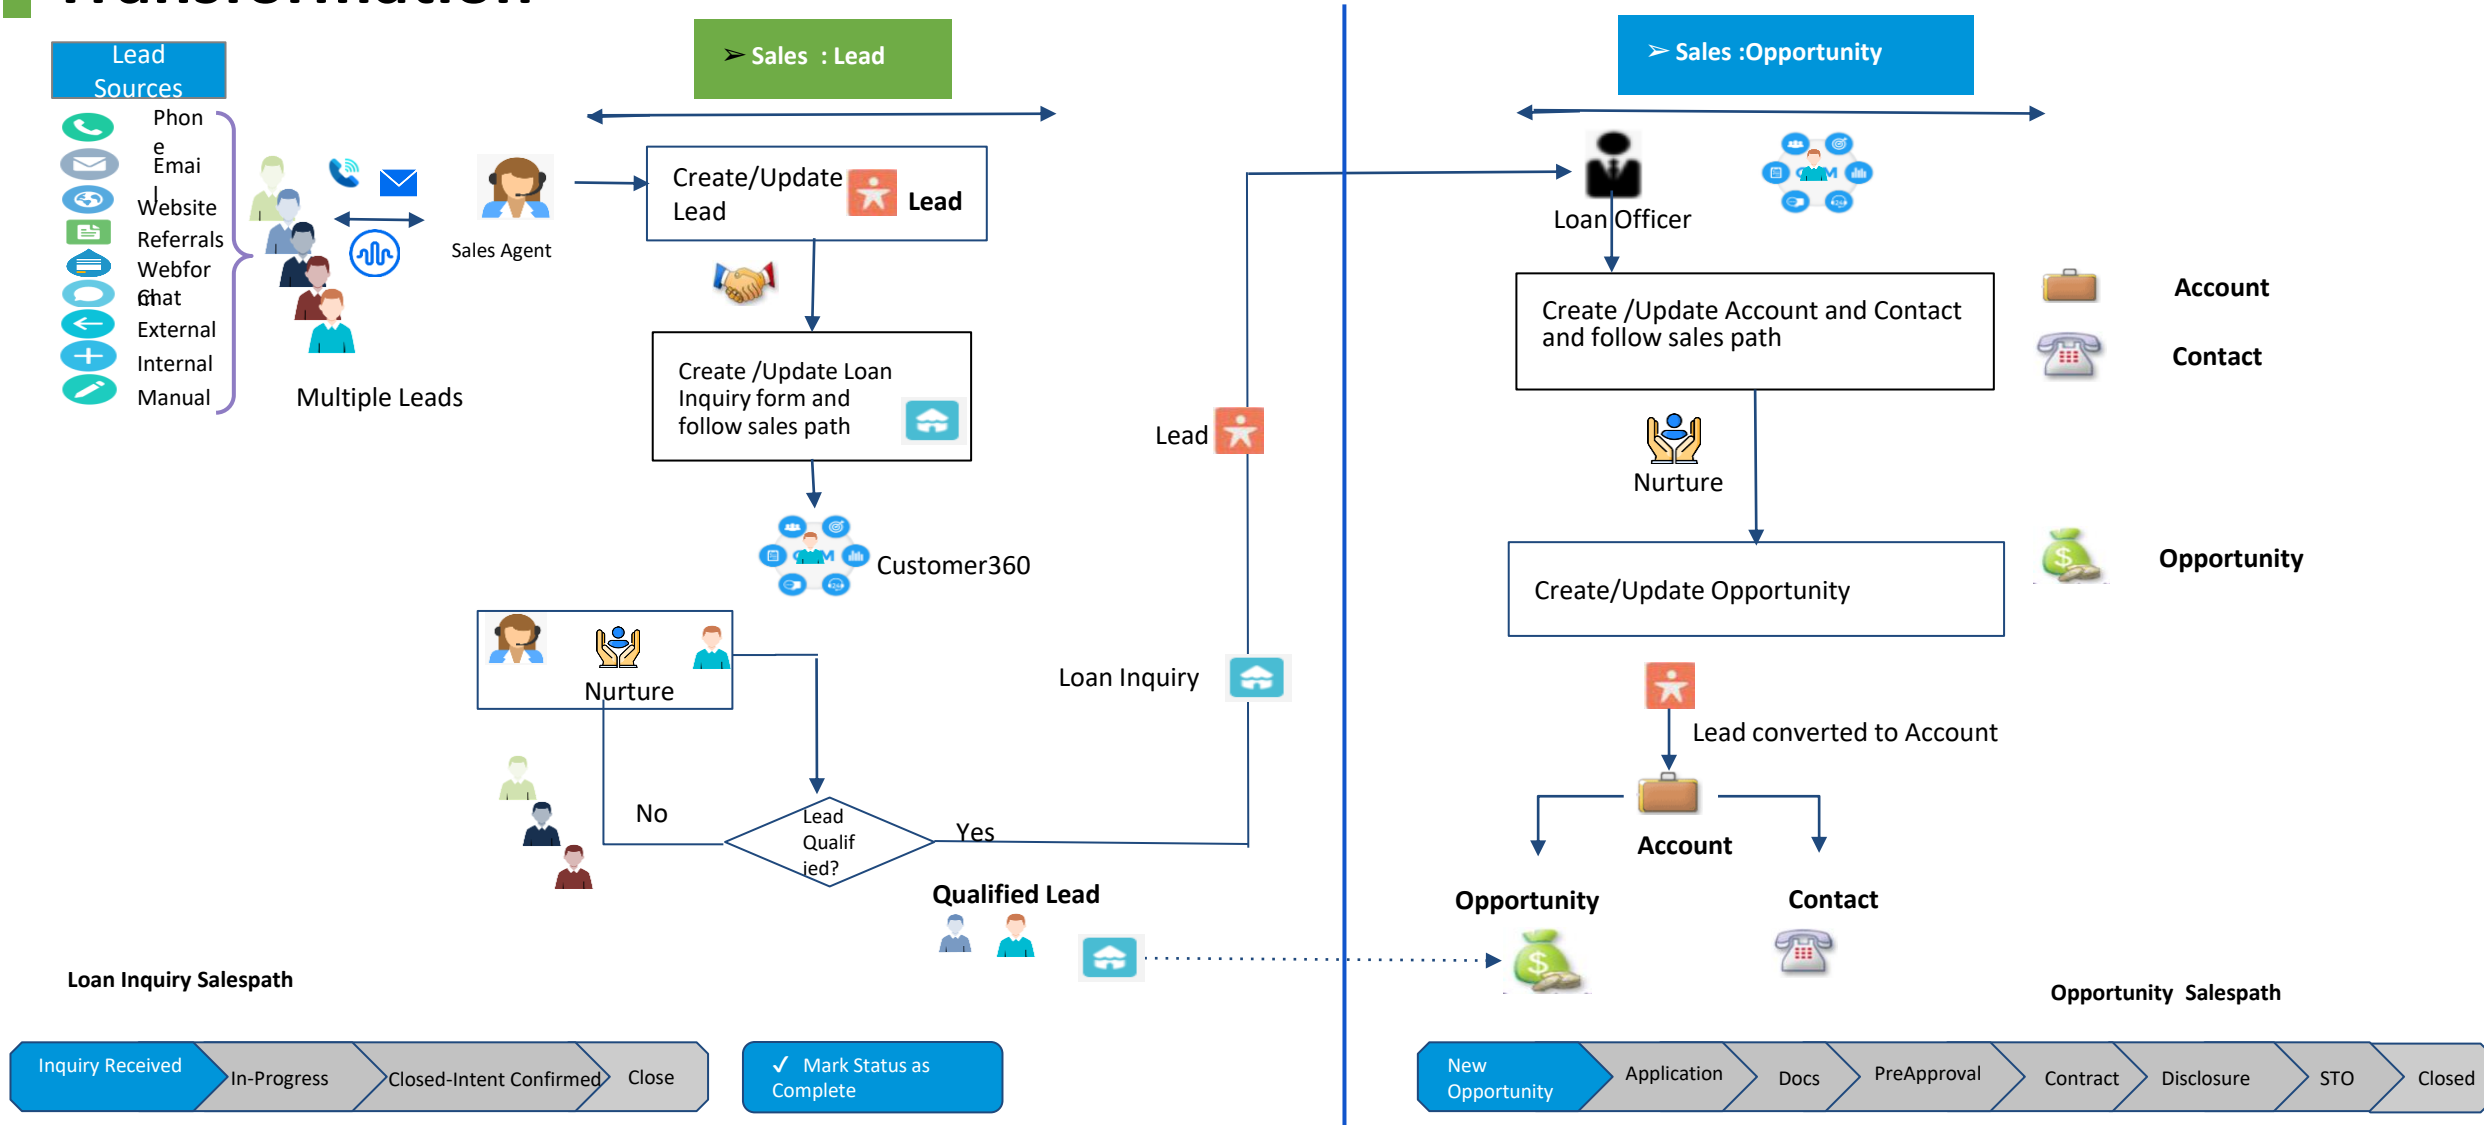 Transformation
Lead
Sources
Phon
e
Emai
l
Website
Referrals
Webfor
m
Chat
External
Internal
Manual
Multiple Leads
Sales Agent
➢ Sales : Lead
Create/Update
Lead
Lead
Create /Update Loan
Inquiry form and
follow sales path
Customer360
Nurture
No
Lead
Qualif
ied?
Yes
Qualified Lead
Lead
Loan Inquiry
Loan Inquiry Salespath
Inquiry Received
In-Progress
Closed-Intent Confirmed
Close
✓ Mark Status as
Complete
➢ Sales :Opportunity
Loan Officer
Create /Update Account and Contact
and follow sales path
Account
Contact
Nurture
Create/Update Opportunity
Opportunity
Lead converted to Account
Account
Opportunity
Contact
Opportunity Salespath
New
Opportunity
Application
Docs
PreApproval
Contract
Disclosure
STO
Closed